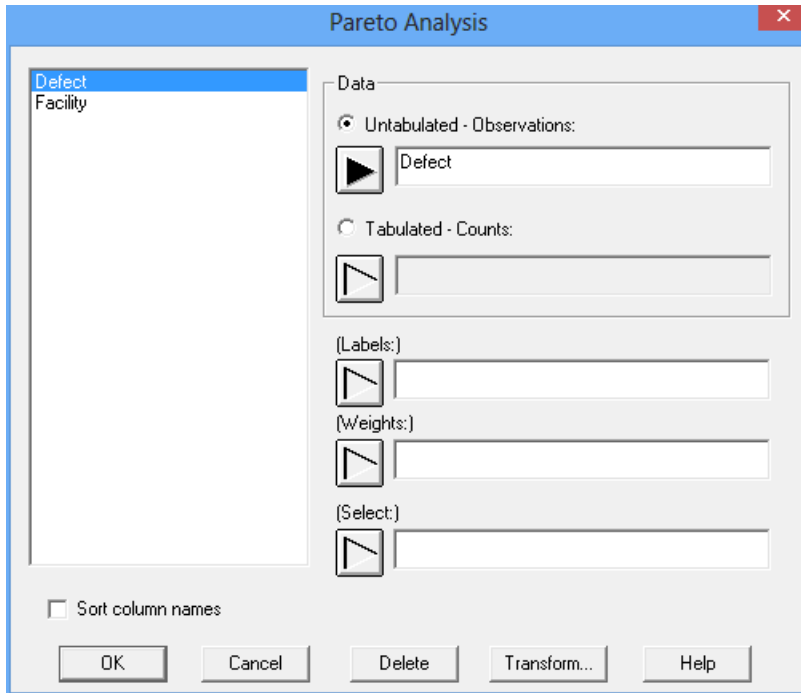 Pareto Analysis
Defect
Facility
Data
Untabulated - Observations:
Defect
Tabulated - Counts:
(Labels:)
(Weights:)
(Select:)
Sort column names
OK
Cancel
Delete
Transform...
Help